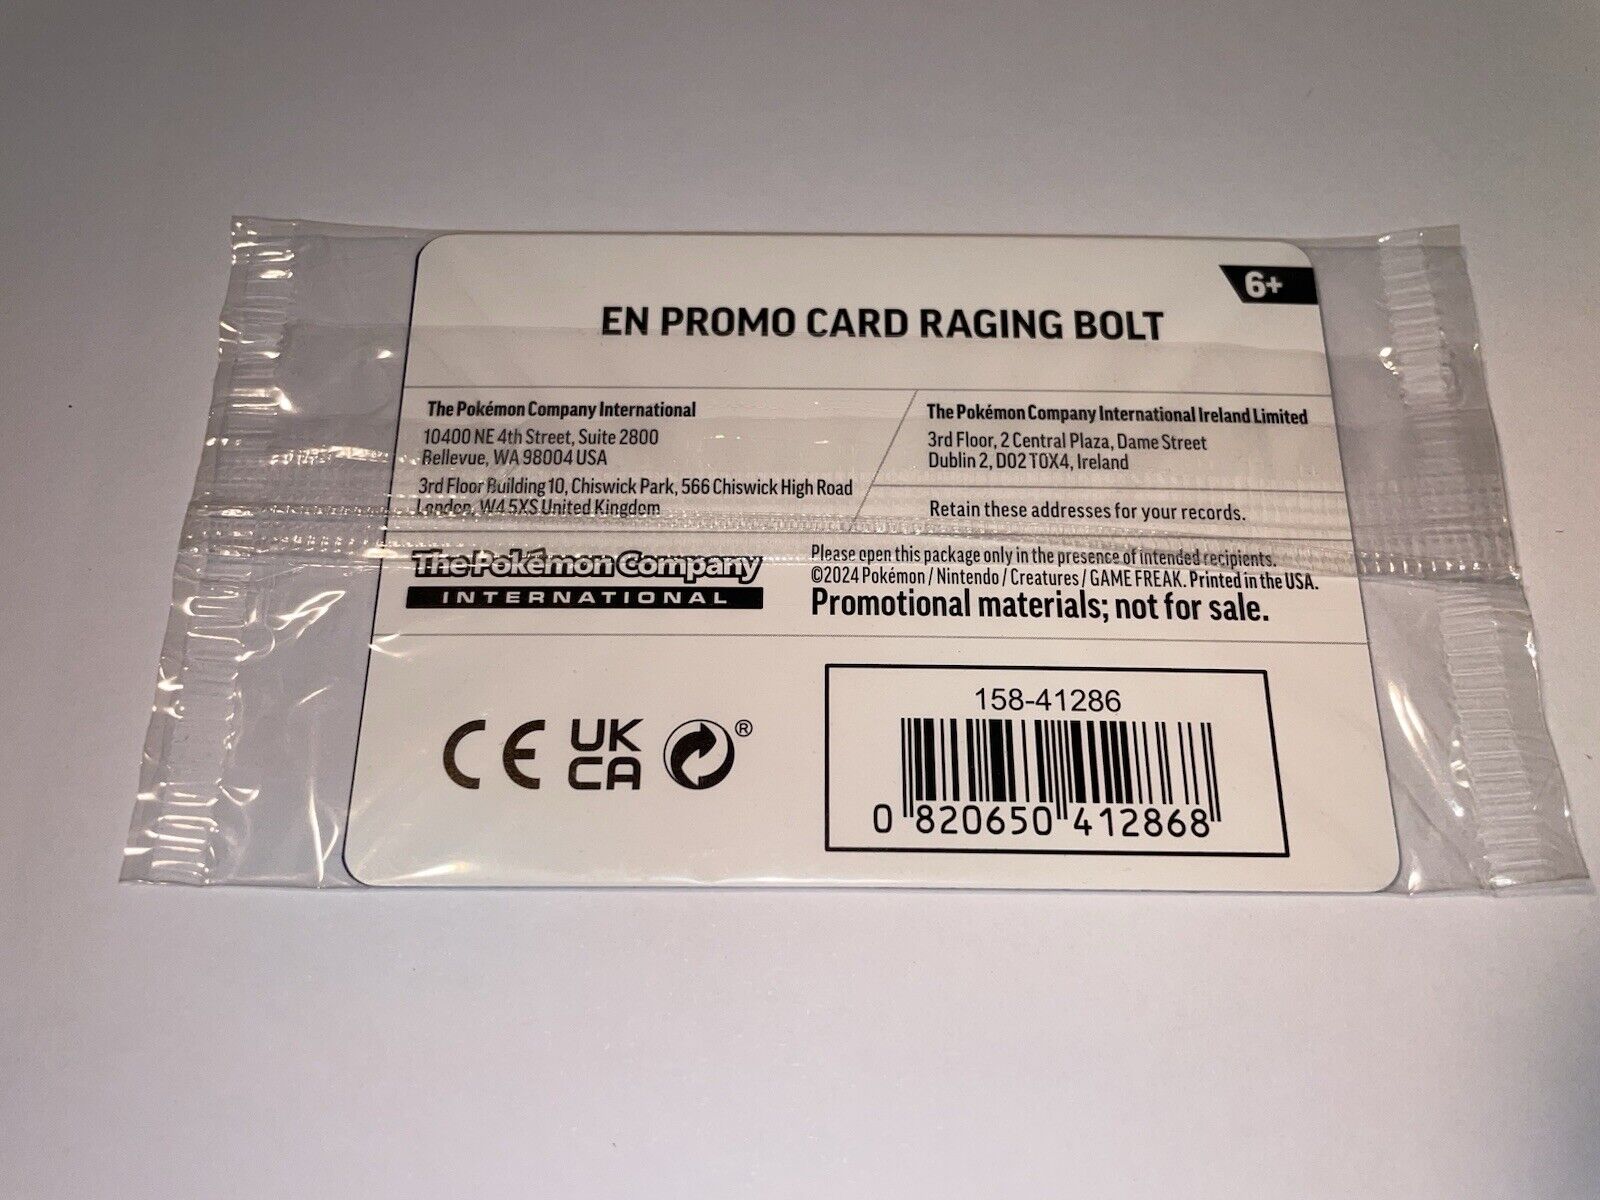 6+
EN PROMO CARD RAGING BOLT
The Pokémon Company International
10400 NE 4th Street, Suite 2800
Bellevue, WA 98004 USA
3rd Floor Building 10, Chiswick Park, 566 Chiswick High Road
London, W4 5XS United Kingdom
The Pokémon Company International Ireland Limited
3rd Floor, 2 Central Plaza, Dame Street
Dublin 2, D02 T0X4, Ireland
Retain these addresses for your records.
The Pokémon Company
INTERNATIONAL
Please open this package only in the presence of intended recipients.
©2024 Pokémon / Nintendo / Creatures / GAME FREAK. Printed in the USA.
Promotional materials; not for sale.
CE
UK
CA
®
158-41286
0 820650 412868